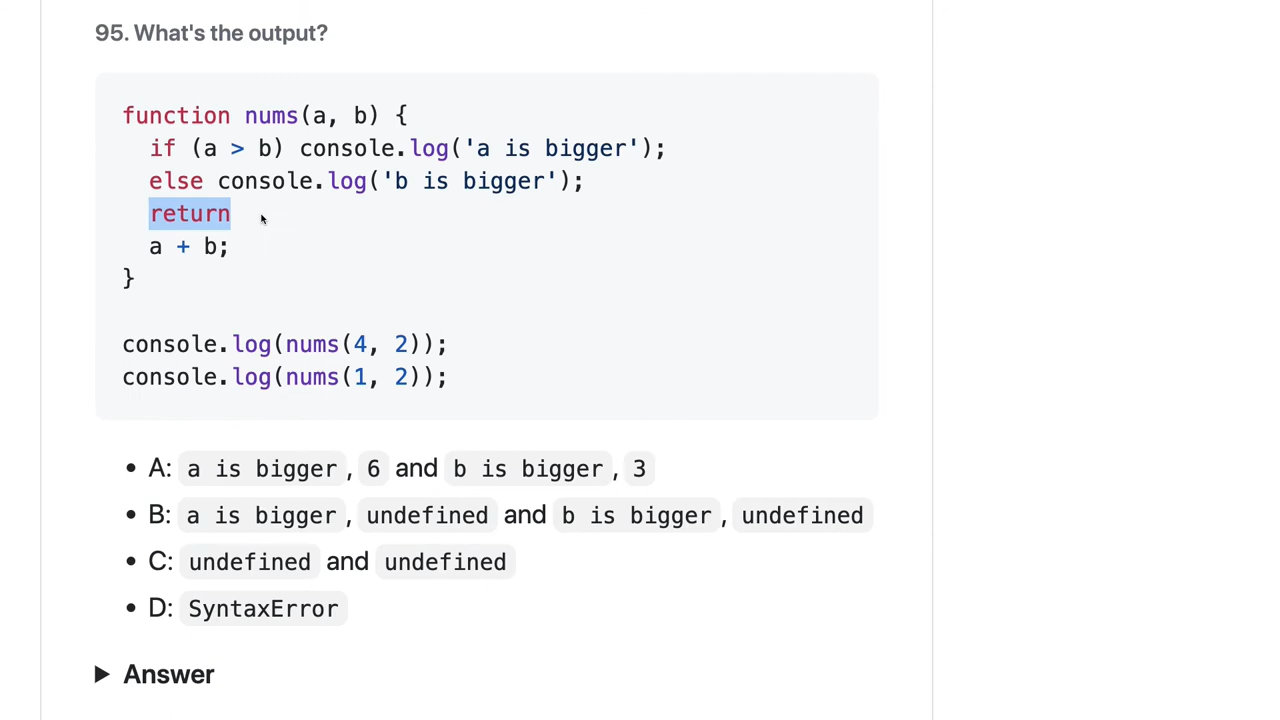 95. What's the output?
function nums(a, b) {
  if (a > b) console.log('a is bigger');
  else console.log('b is bigger');
  return
  a + b;
}
console.log(nums(4, 2));
console.log(nums(1, 2));
• A: a is bigger, 6 and b is bigger, 3
• B: a is bigger, undefined and b is bigger, undefined
• C: undefined and undefined
• D: SyntaxError
▶ Answer